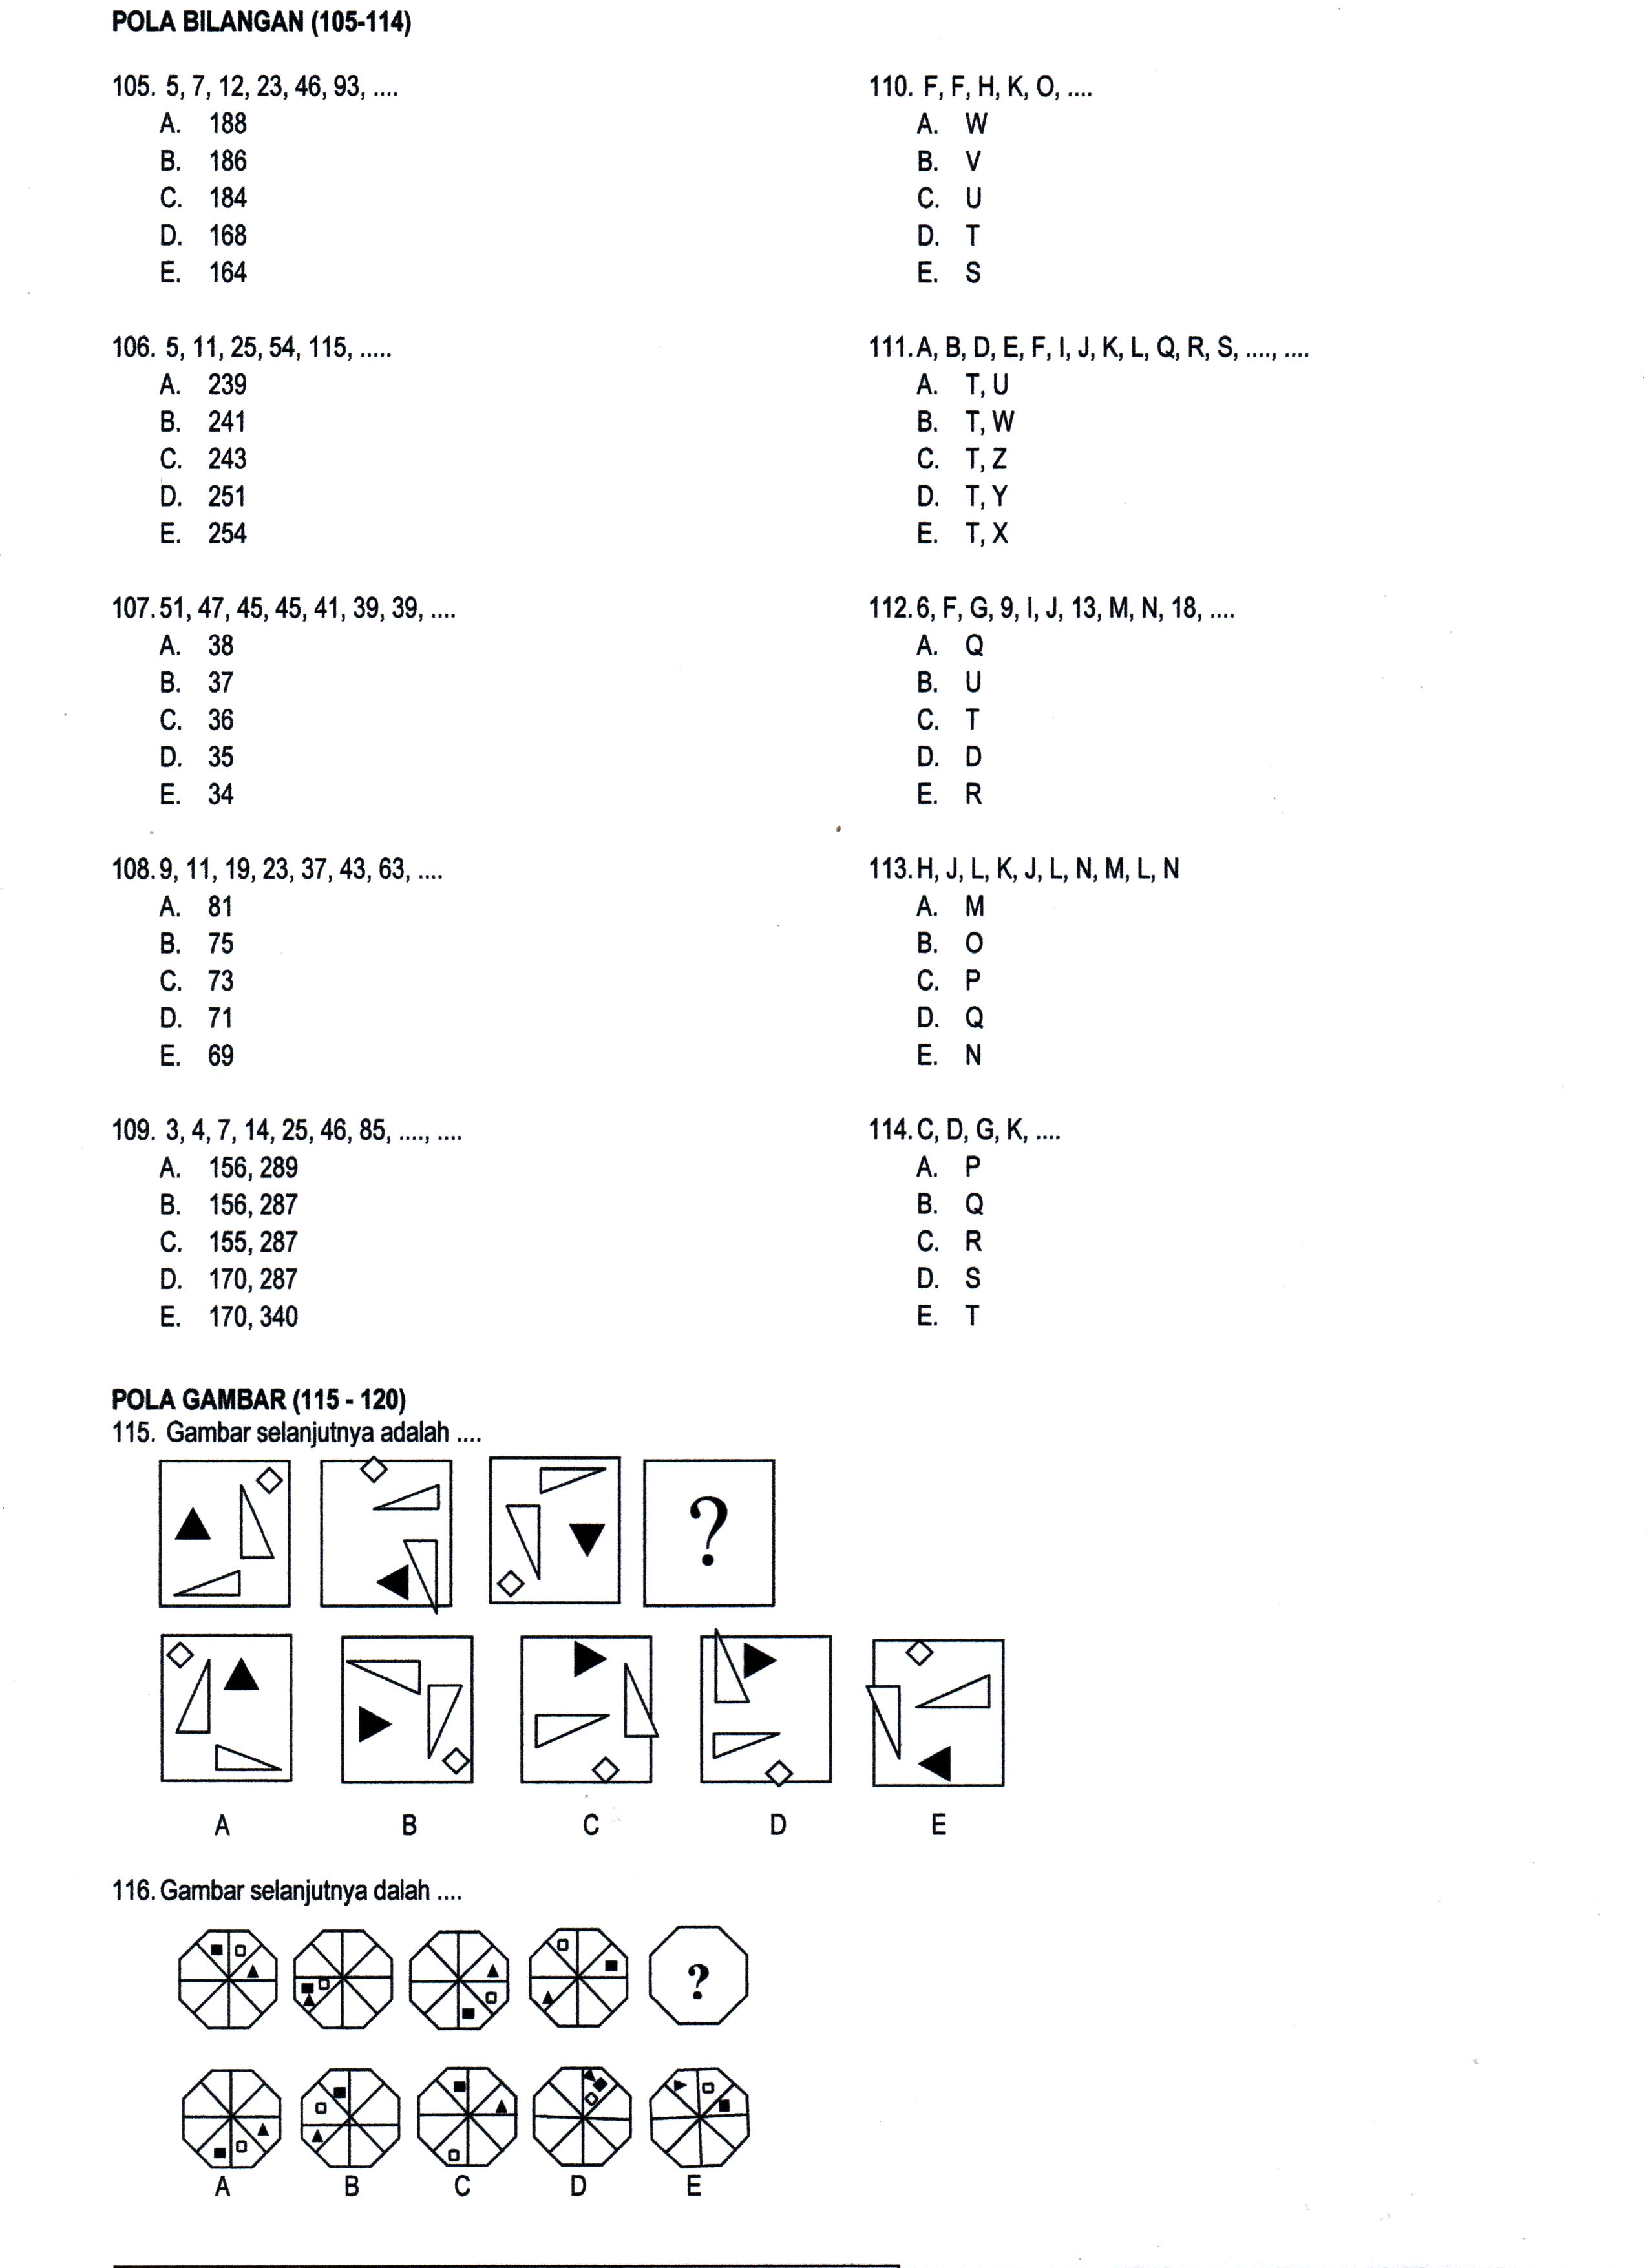 POLA BILANGAN (105-114)
105. 5, 7, 12, 23, 46, 93, ....
A. 188
B. 186
C. 184
D. 168
E. 164
106. 5, 11, 25, 54, 115, .....
A. 239
B. 241
C. 243
D. 251
E. 254
107. 51, 47, 45, 45, 41, 39, 39, ....
A. 38
B. 37
C. 36
D. 35
E. 34
108. 9, 11, 19, 23, 37, 43, 63, ....
A. 81
B. 75
C. 73
D. 71
E. 69
109. 3, 4, 7, 14, 25, 46, 85, ...., ....
A. 156, 289
B. 156, 287
C. 155, 287
D. 170, 287
E. 170, 340
110. F, F, H, K, O, ....
A. W
B. V
C. U
D. T
E. S
111. A, B, D, E, F, I, J, K, L, Q, R, S, ...., ....
A. T, U
B. T, W
C. T, Z
D. T, Y
E. T, X
112. 6, F, G, 9, I, J, 13, M, N, 18, ....
A. Q
B. U
C. T
D. D
E. R
113. H, J, L, K, J, L, N, M, L, N
A. M
B. O
C. P
D. Q
E. N
114. C, D, G, K, ....
A. P
B. Q
C. R
D. S
E. T
POLA GAMBAR (115 - 120)
115. Gambar selanjutnya adalah ....
?
A B C D E
116. Gambar selanjutnya dalah ....
?
A B C D E